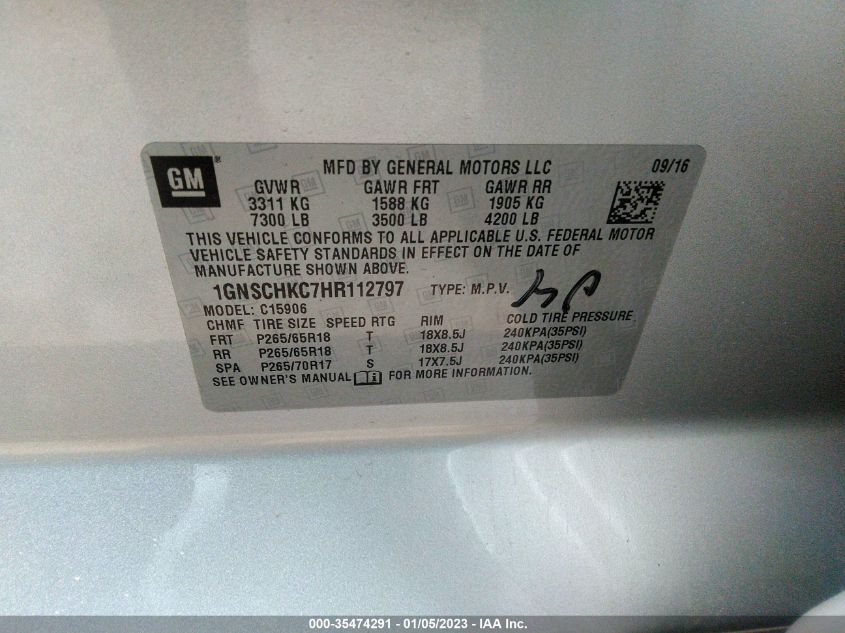 GM ® MFD BY GENERAL MOTORS LLC 09/16
GVWR GAWR FRT GAWR RR
3311 KG 1588 KG 1905 KG
7300 LB 3500 LB 4200 LB
THIS VEHICLE CONFORMS TO ALL APPLICABLE U.S. FEDERAL MOTOR
VEHICLE SAFETY STANDARDS IN EFFECT ON THE DATE OF
MANUFACTURE SHOWN ABOVE.
1GNSCHKC7HR112797 TYPE: M.P.V.
MODEL: C15906
CHMF TIRE SIZE SPEED RTG RIM COLD TIRE PRESSURE
FRT P265/65R18 T 18X8.5J 240KPA(35PSI)
RR P265/65R18 T 18X8.5J 240KPA(35PSI)
SPA P265/70R17 S 17X7.5J 240KPA(35PSI)
SEE OWNER'S MANUAL FOR MORE INFORMATION.
000-35474291 - 01/05/2023 - IAA Inc.